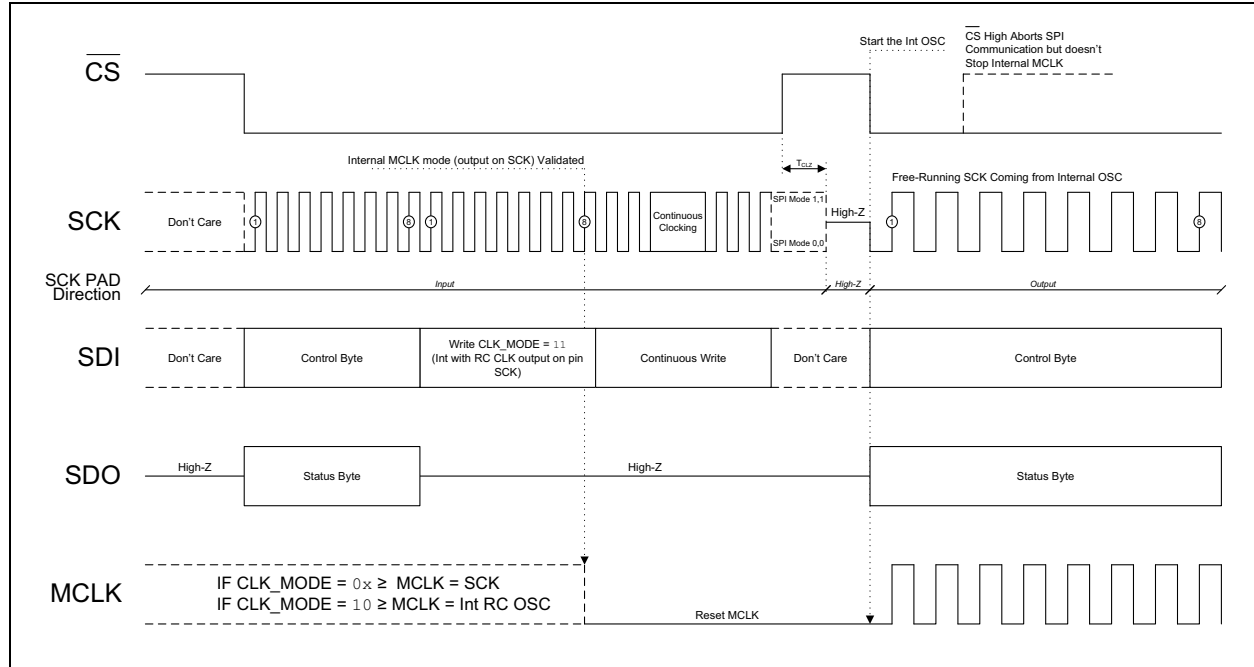 Start the Int OSC
CS High Aborts SPI
Communication but doesn't
Stop Internal MCLK
CS
Internal MCLK mode (output on SCK) Validated
TCLZ
Free-Running SCK Coming from Internal OSC
SCK
Don't Care
1
8
1
8
Continuous
Clocking
SPI Mode 1,1
SPI Mode 0,0
High-Z
1
8
SCK PAD
Direction
Input
High-Z
Output
SDI
Don't Care
Control Byte
Write CLK_MODE = 11
(Int with RC CLK output on pin
SCK)
Continuous Write
Don't Care
Control Byte
SDO
High-Z
Status Byte
High-Z
Status Byte
MCLK
IF CLK_MODE = 0x ≥ MCLK = SCK
IF CLK_MODE = 10 ≥ MCLK = Int RC OSC
Reset MCLK